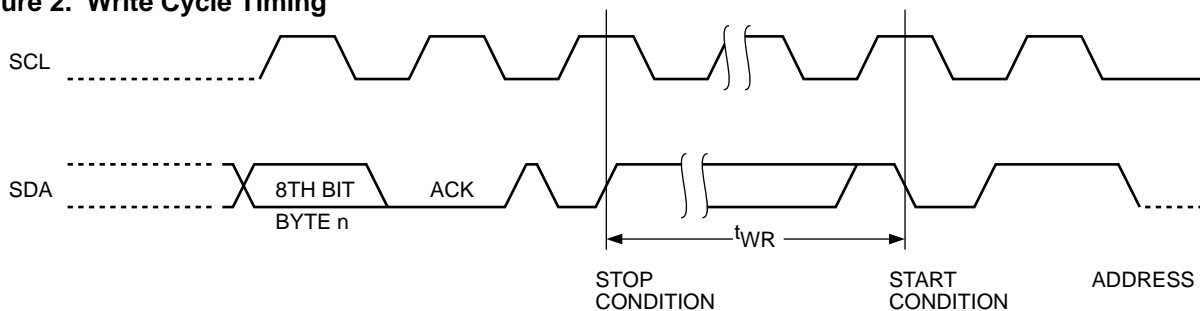 ure 2. Write Cycle Timing
SCL
SDA
8TH BIT
ACK
BYTE n
tWR
STOP
CONDITION
START
CONDITION
ADDRESS